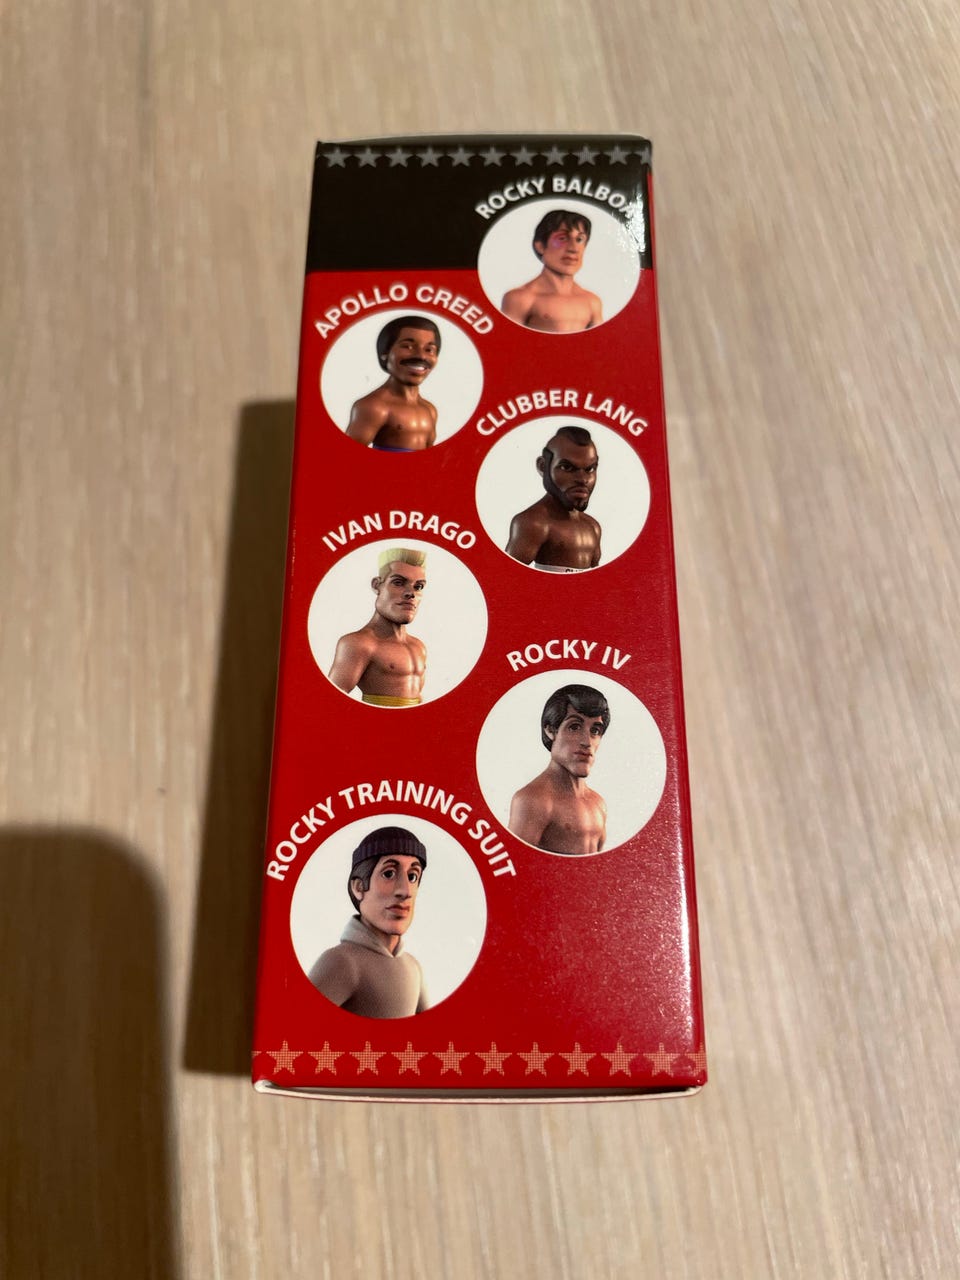 ROCKY BALBOA
APOLLO CREED
CLUBBER LANG
IVAN DRAGO
ROCKY IV
ROCKY TRAINING SUIT